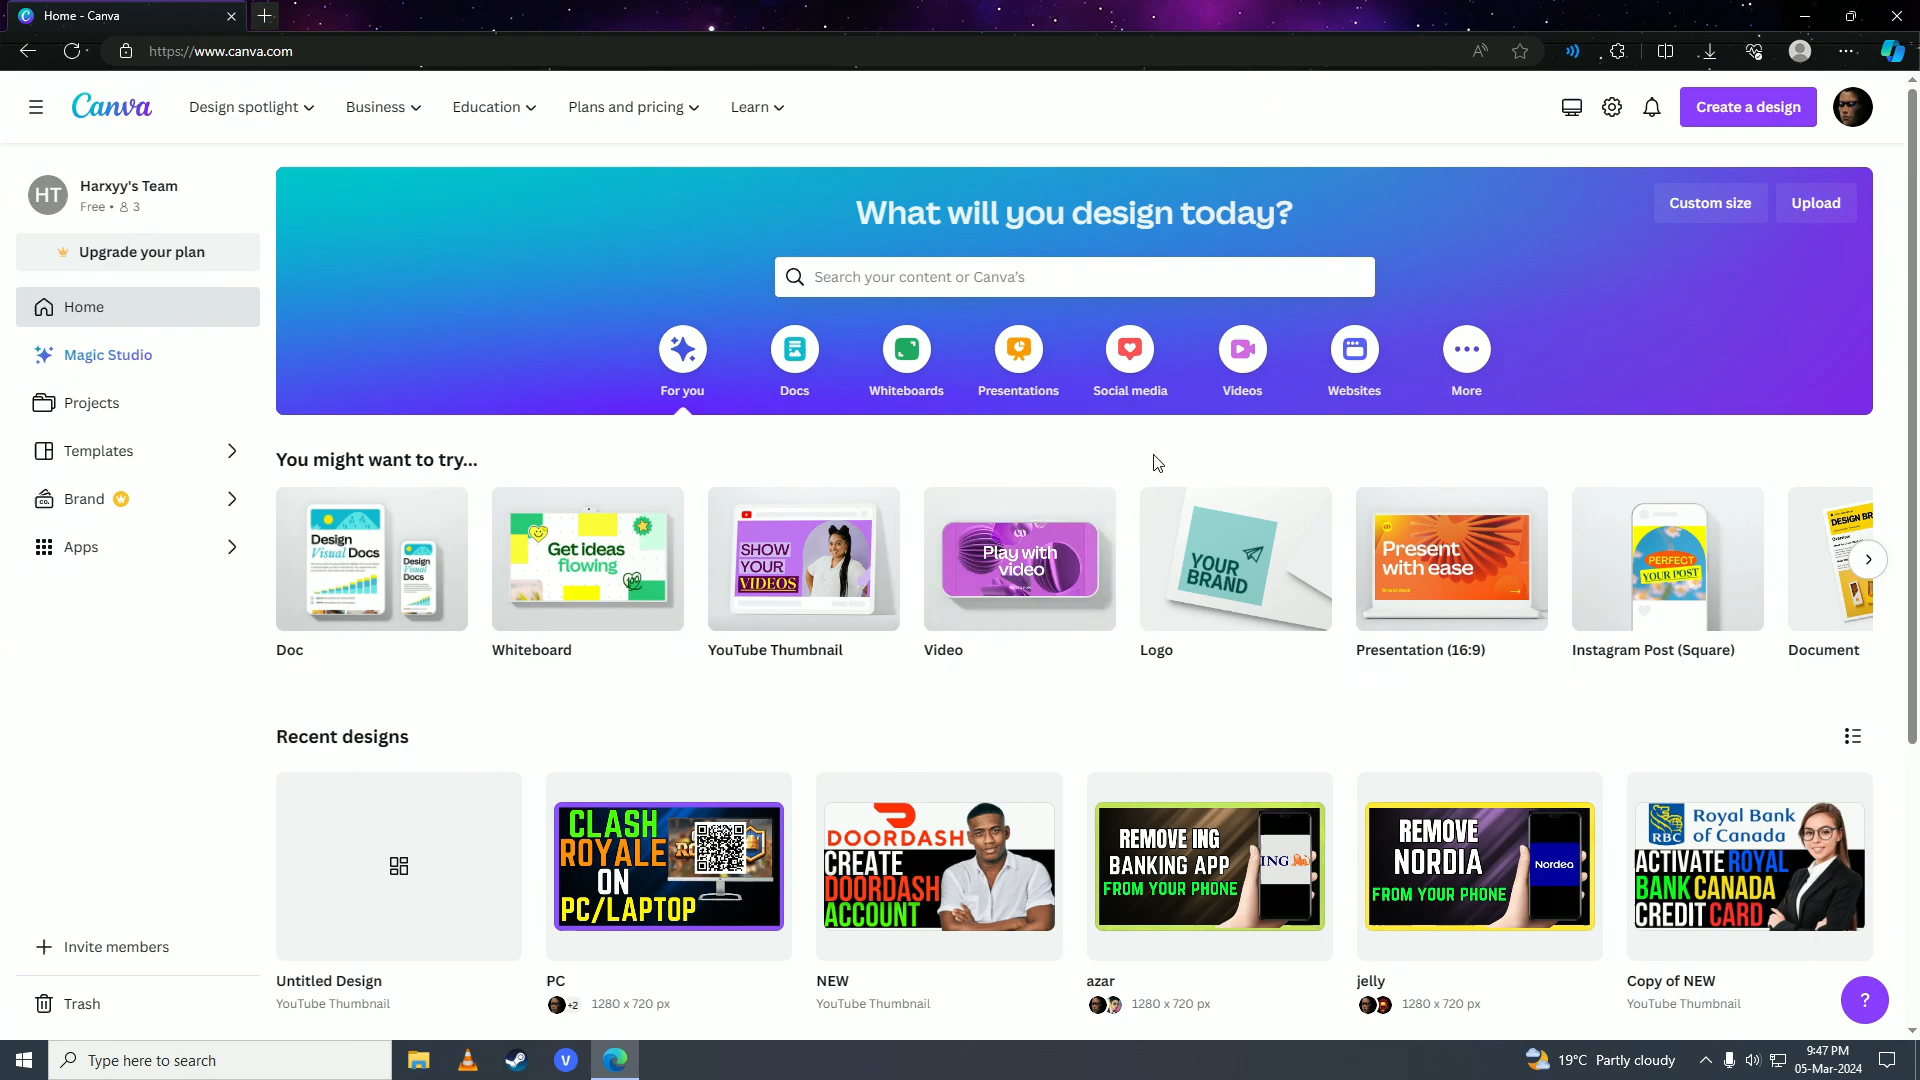 Home - Canva
https://www.canva.com
Canva
Design spotlight
Business
Education
Plans and pricing
Learn
Create a design
HT
Harxyy's Team
Free • 3
Upgrade your plan
Home
Magic Studio
Projects
Templates
Brand
Apps
Invite members
Trash
What will you design today?
Custom size
Upload
Search your content or Canva's
For you
Docs
Whiteboards
Presentations
Social media
Videos
Websites
More
You might want to try...
Design
Visual Docs
Design
Visual
Docs
Get ideas
flowing
SHOW
YOUR
VIDEOS
Play with
video
YOUR
BRAND
Present
with ease
PERFECT
YOUR POST
DESIGN BR
Doc
Whiteboard
YouTube Thumbnail
Video
Logo
Presentation (16:9)
Instagram Post (Square)
Document
Recent designs
CLASH
ROYALE
ON
PC/LAPTOP
DOORDASH
CREATE
DOORDASH
ACCOUNT
REMOVE ING
BANKING APP
FROM YOUR PHONE
ING
REMOVE
NORDIA
FROM YOUR PHONE
Nordea
RBC
Royal Bank
of Canada
ACTIVATE ROYAL
BANK CANADA
CREDIT CARD
Untitled Design
YouTube Thumbnail
PC
+2 1280 x 720 px
NEW
YouTube Thumbnail
azar
1280 x 720 px
jelly
1280 x 720 px
Copy of NEW
YouTube Thumbnail
?
Type here to search
V
19°C Partly cloudy
9:47 PM
05-Mar-2024